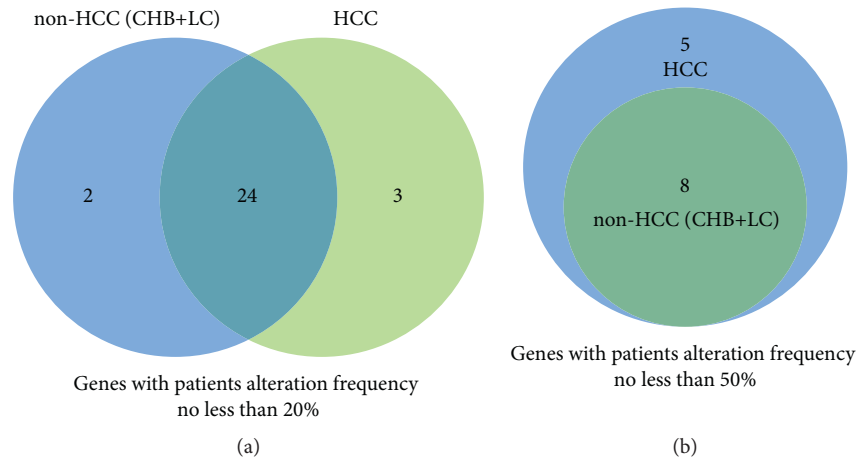 non-HCC (CHB+LC)
HCC
2
24
3
Genes with patients alteration frequency
no less than 20%
(a)
5
HCC
8
non-HCC (CHB+LC)
Genes with patients alteration frequency
no less than 50%
(b)